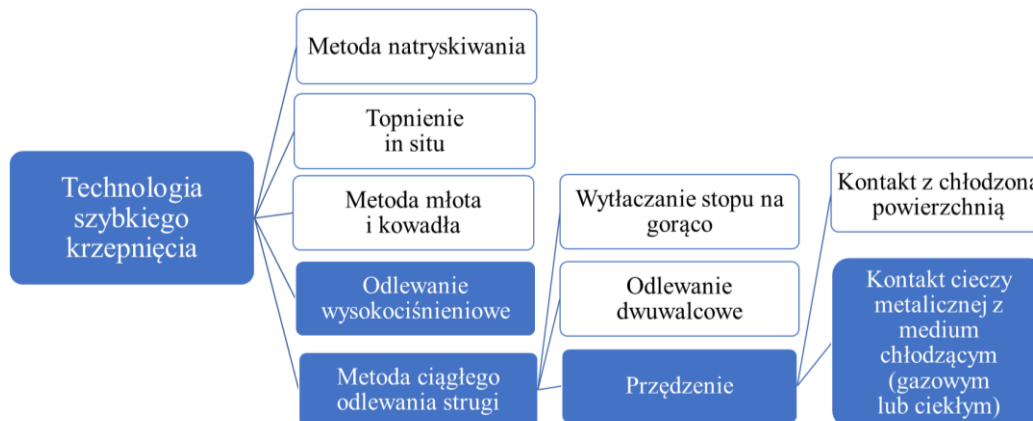 Technologia
szybkiego
krzepnięcia
Metoda natryskiwania
Topnienie
in situ
Metoda młota
i kowadła
Odlewanie
wysokociśnieniowe
Metoda ciągłego
odlewania strugi
Wytłaczanie stopu na
gorąco
Odlewanie
dwuwalcowe
Przędzenie
Kontakt z chłodzoną
powierzchnią
Kontakt cieczy
metalicznej z
medium
chłodzącym
(gazowym
lub ciekłym)